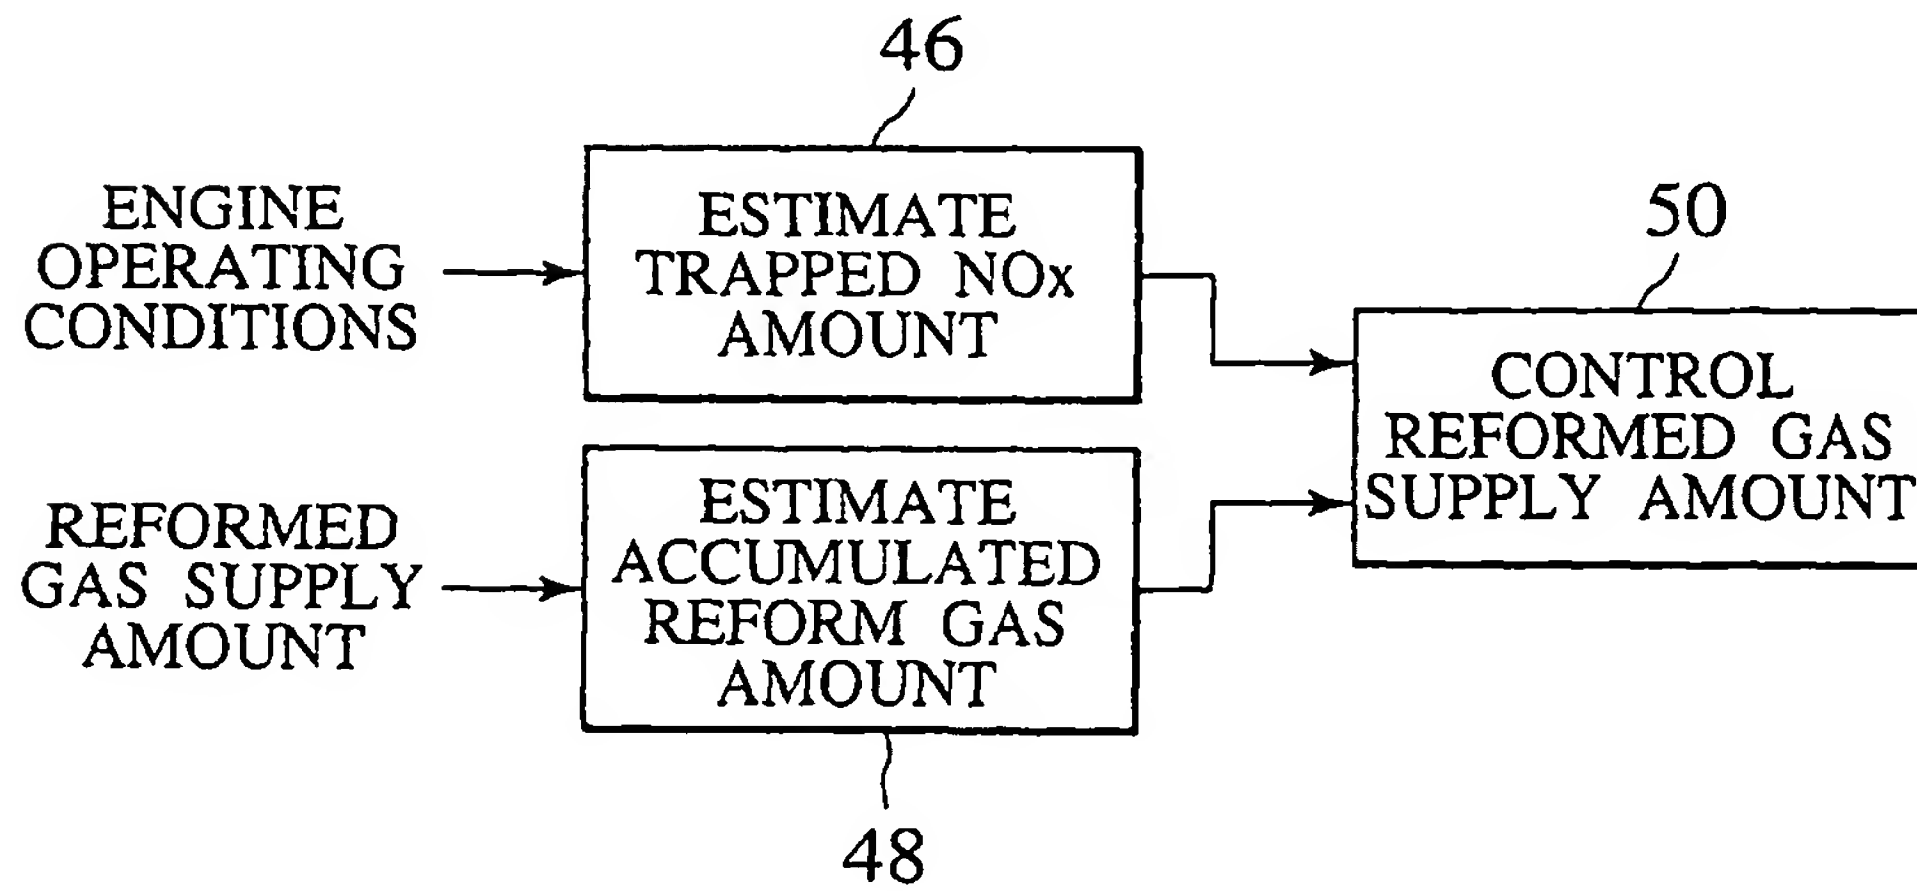 46
ENGINE
OPERATING
CONDITIONS
ESTIMATE
TRAPPED NOx
AMOUNT
50
CONTROL
REFORMED GAS
SUPPLY AMOUNT
REFORMED
GAS SUPPLY
AMOUNT
ESTIMATE
ACCUMULATED
REFORM GAS
AMOUNT
48